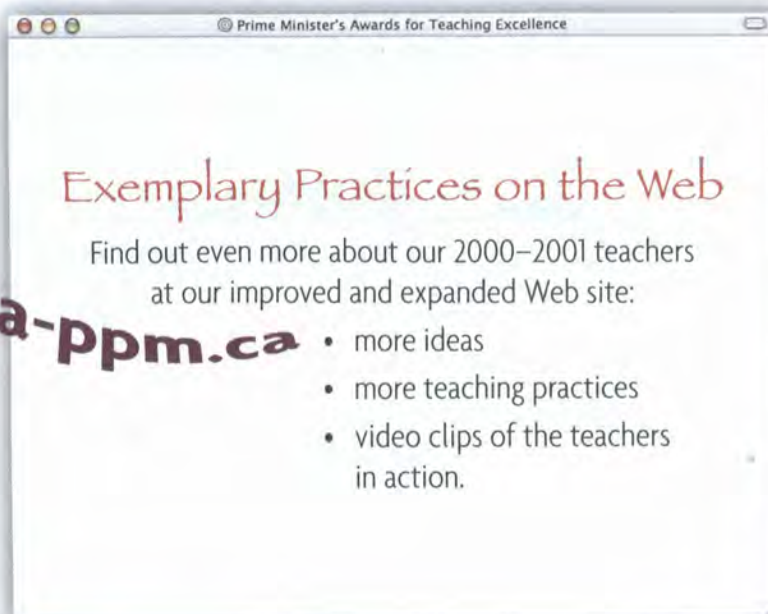 Prime Minister's Awards for Teaching Excellence
Exemplary Practices on the Web
Find out even more about our 2000–2001 teachers
at our improved and expanded Web site:
a-ppm.ca
• more ideas
• more teaching practices
• video clips of the teachers
in action.